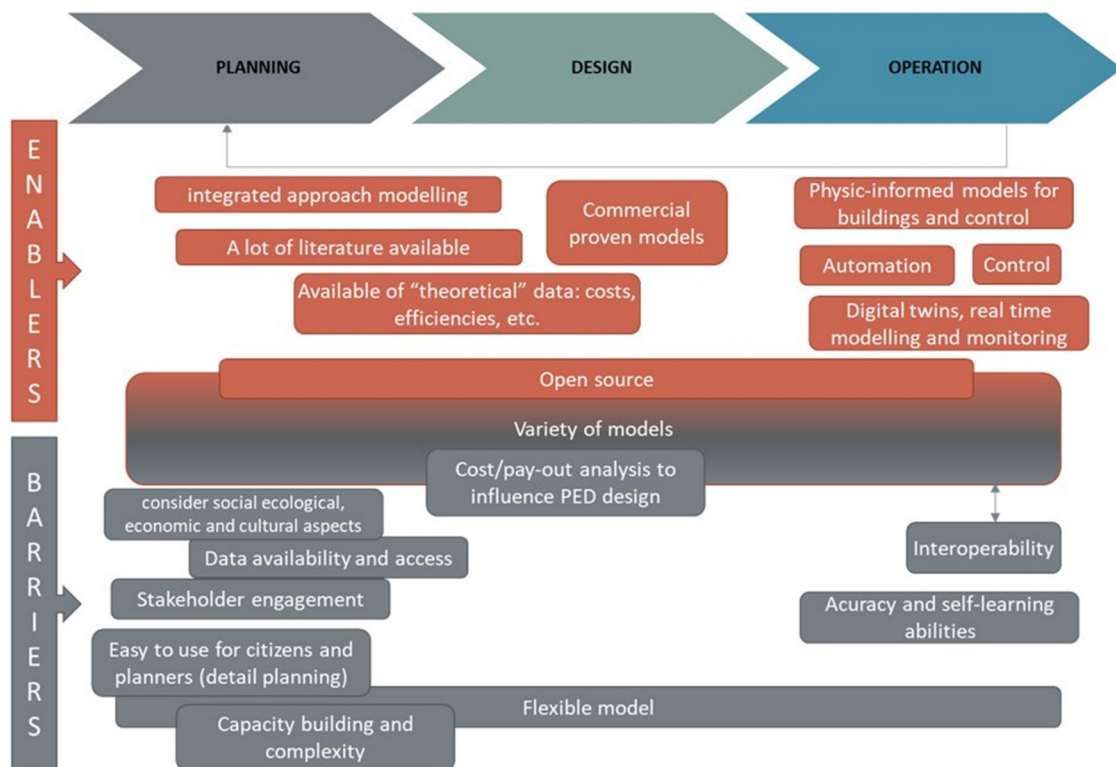 PLANNING
DESIGN
OPERATION
ENABLERS
integrated approach modelling
Commercial
proven models
Physic-informed models for
buildings and control
A lot of literature available
Automation
Control
Available of “theoretical” data: costs,
efficiencies, etc.
Digital twins, real time
modelling and monitoring
Open source
Variety of models
BARRIERS
Cost/pay-out analysis to
influence PED design
consider social ecological,
economic and cultural aspects
Data availability and access
Interoperability
Stakeholder engagement
Acuracy and self-learning
abilities
Easy to use for citizens and
planners (detail planning)
Flexible model
Capacity building and
complexity